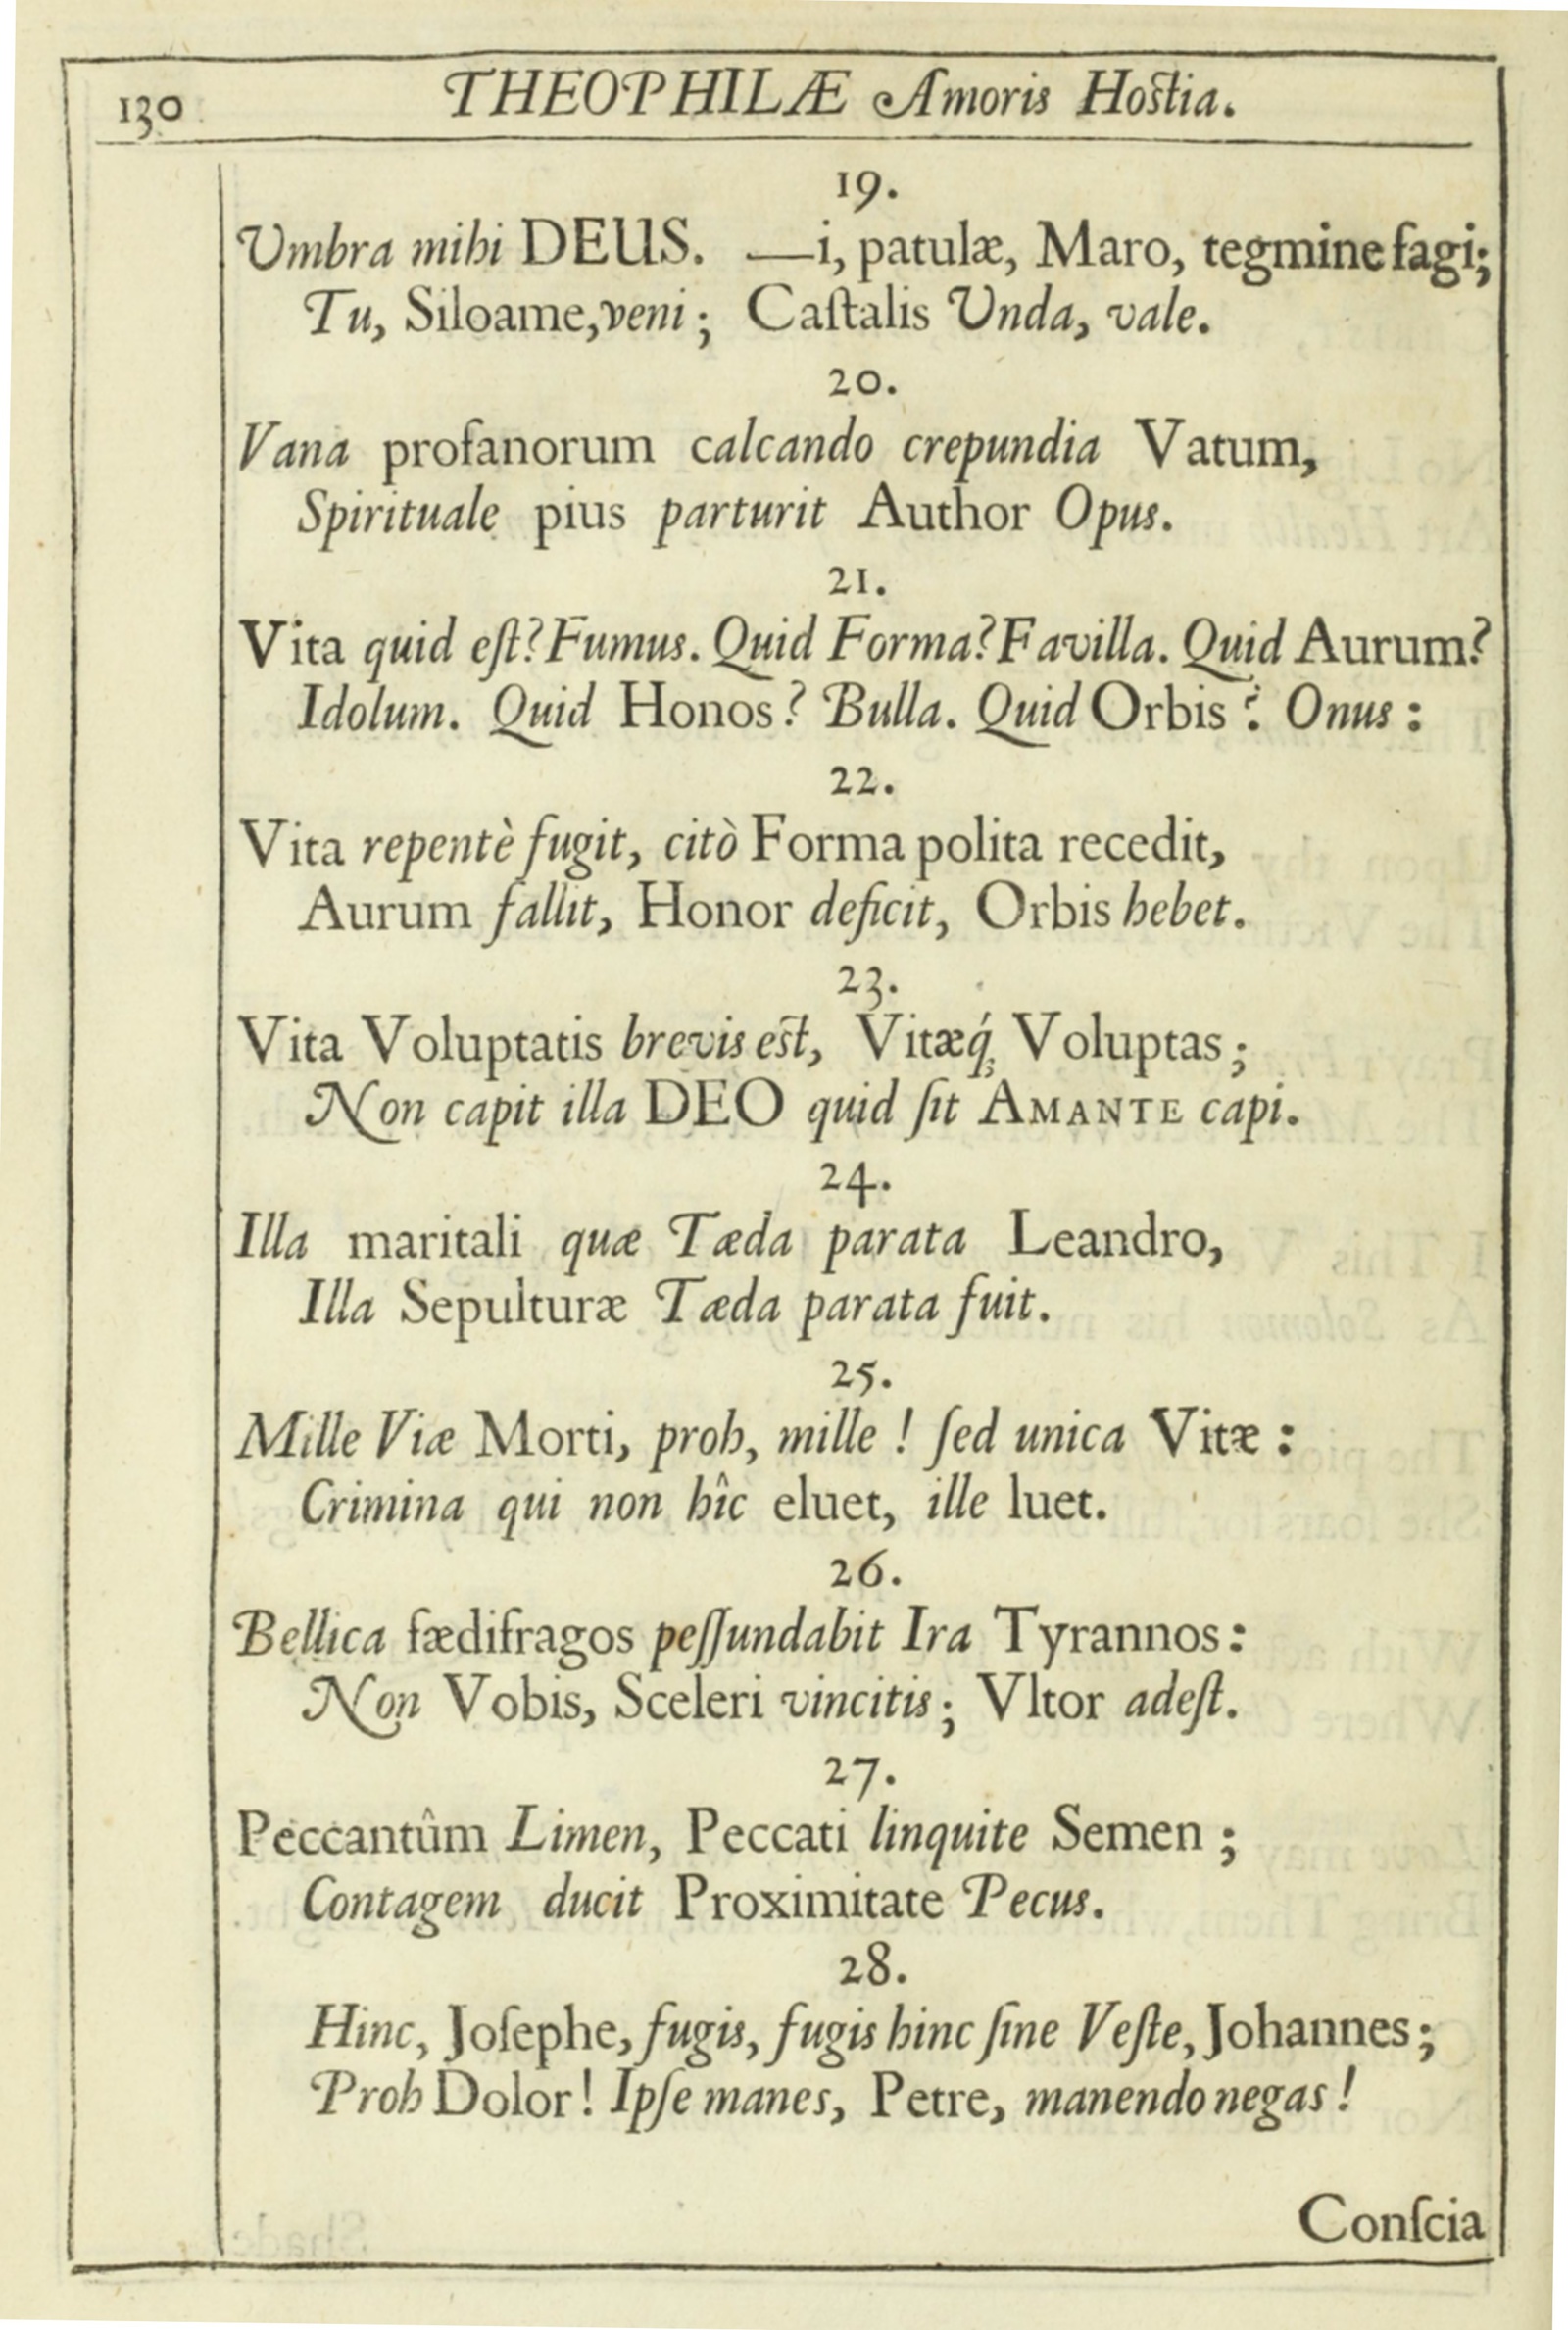 130
THEOPHILÆ Amoris Hostia.
19.
Umbra mihi DEUS. —i, patulæ, Maro, tegmine fagi;
Tu, Siloame, veni; Caſtalis Unda, vale.
20.
Vana profanorum calcando crepundia Vatum,
Spirituale pius parturit Author Opus.
21.
Vita quid eſt? Fumus. Quid Forma? Favilla. Quid Aurum?
Idolum. Quid Honos? Bulla. Quid Orbis? Onus:
22.
Vita repentè fugit, citò Forma polita recedit,
Aurum fallit, Honor deficit, Orbis hebet.
23.
Vita Voluptatis brevis est, Vitæq́; Voluptas;
Non capit illa DEO quid ſit AMANTE capi.
24.
Illa maritali quæ Tæda parata Leandro,
Illa Sepulturæ Tæda parata fuit.
25.
Mille Viæ Morti, proh, mille! ſed unica Vitæ:
Crimina qui non hîc eluet, ille luet.
26.
Bellica fædifragos peſſundabit Ira Tyrannos:
Non Vobis, Sceleri vincitis; Vltor adeſt.
27.
Peccantûm Limen, Peccati linquite Semen;
Contagem ducit Proximitate Pecus.
28.
Hinc, Joſephe, fugis, fugis hinc ſine Veſte, Johannes;
Proh Dolor! Ipſe manes, Petre, manendo negas!
Conſcia